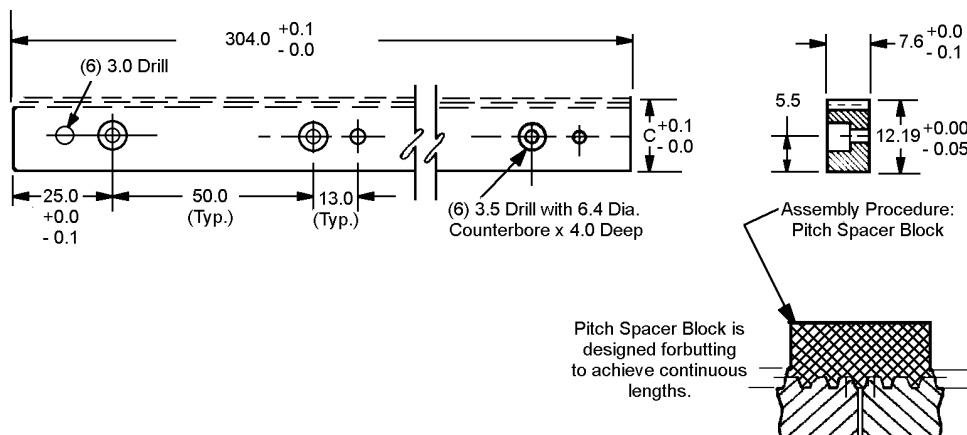 304.0 +0.1
- 0.0
(6) 3.0 Drill
7.6 +0.0
- 0.1
5.5
C +0.1
- 0.0
12.19 +0.00
- 0.05
25.0
+0.0
- 0.1
50.0
(Typ.)
13.0
(Typ.)
(6) 3.5 Drill with 6.4 Dia.
Counterbore x 4.0 Deep
Assembly Procedure:
Pitch Spacer Block
Pitch Spacer Block is
designed forbutting
to achieve continuous
lengths.